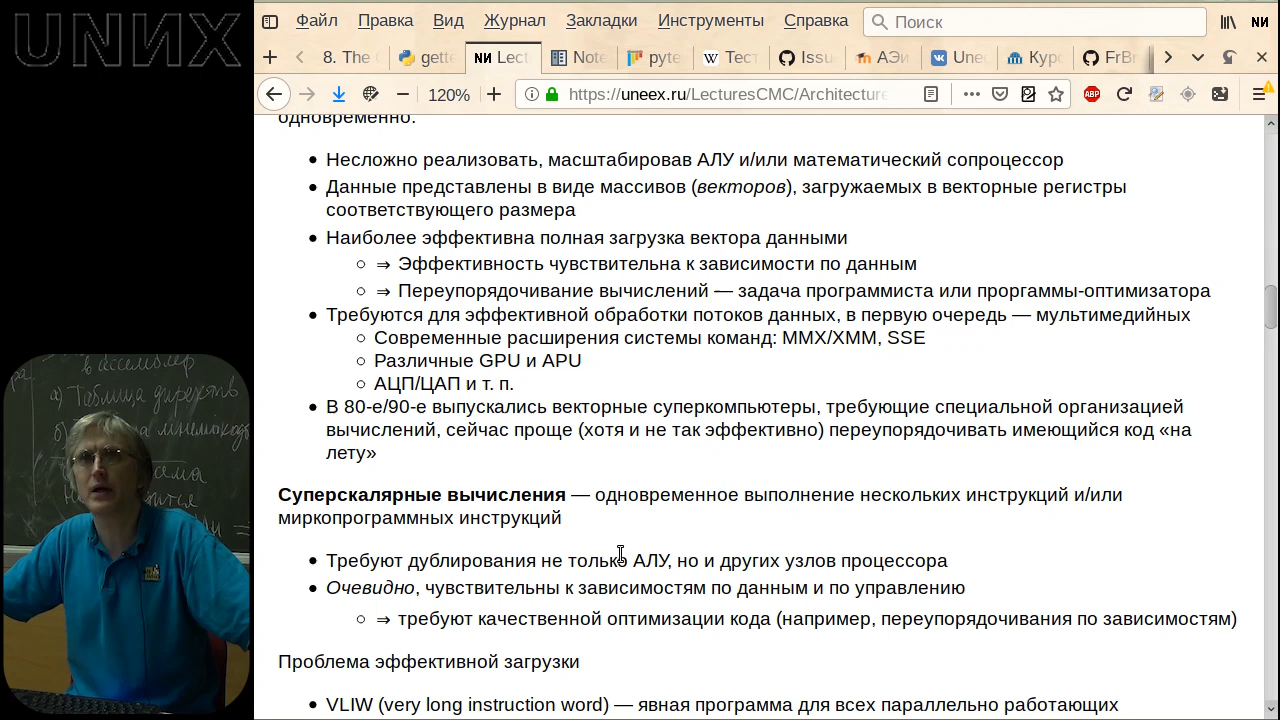 UNИX
Файл Правка Вид Журнал Закладки Инструменты Справка Поиск
8. The gette NИ Lect Note pyte W Тест Issu АЭи Unee Курс FrBr
120% https://uneex.ru/LecturesCMC/Architecture ABP
одновременно.
Несложно реализовать, масштабировав АЛУ и/или математический сопроцессор
Данные представлены в виде массивов (векторов), загружаемых в векторные регистры
соответствующего размера
Наиболее эффективна полная загрузка вектора данными
⇒ Эффективность чувствительна к зависимости по данным
⇒ Переупорядочивание вычислений — задача программиста или проргаммы-оптимизатора
Требуются для эффективной обработки потоков данных, в первую очередь — мультимедийных
Современные расширения системы команд: MMX/XMM, SSE
Различные GPU и APU
АЦП/ЦАП и т. п.
В 80-е/90-е выпускались векторные суперкомпьютеры, требующие специальной организацией
вычислений, сейчас проще (хотя и не так эффективно) переупорядочивать имеющийся код «на
лету»
Суперскалярные вычисления — одновременное выполнение нескольких инструкций и/или
миркопрограммных инструкций
Требуют дублирования не только АЛУ, но и других узлов процессора
Очевидно, чувствительны к зависимостям по данным и по управлению
⇒ требуют качественной оптимизации кода (например, переупорядочивания по зависимостям)
Проблема эффективной загрузки
VLIW (very long instruction word) — явная программа для всех параллельно работающих
в ассемблер
а) Таблица директив